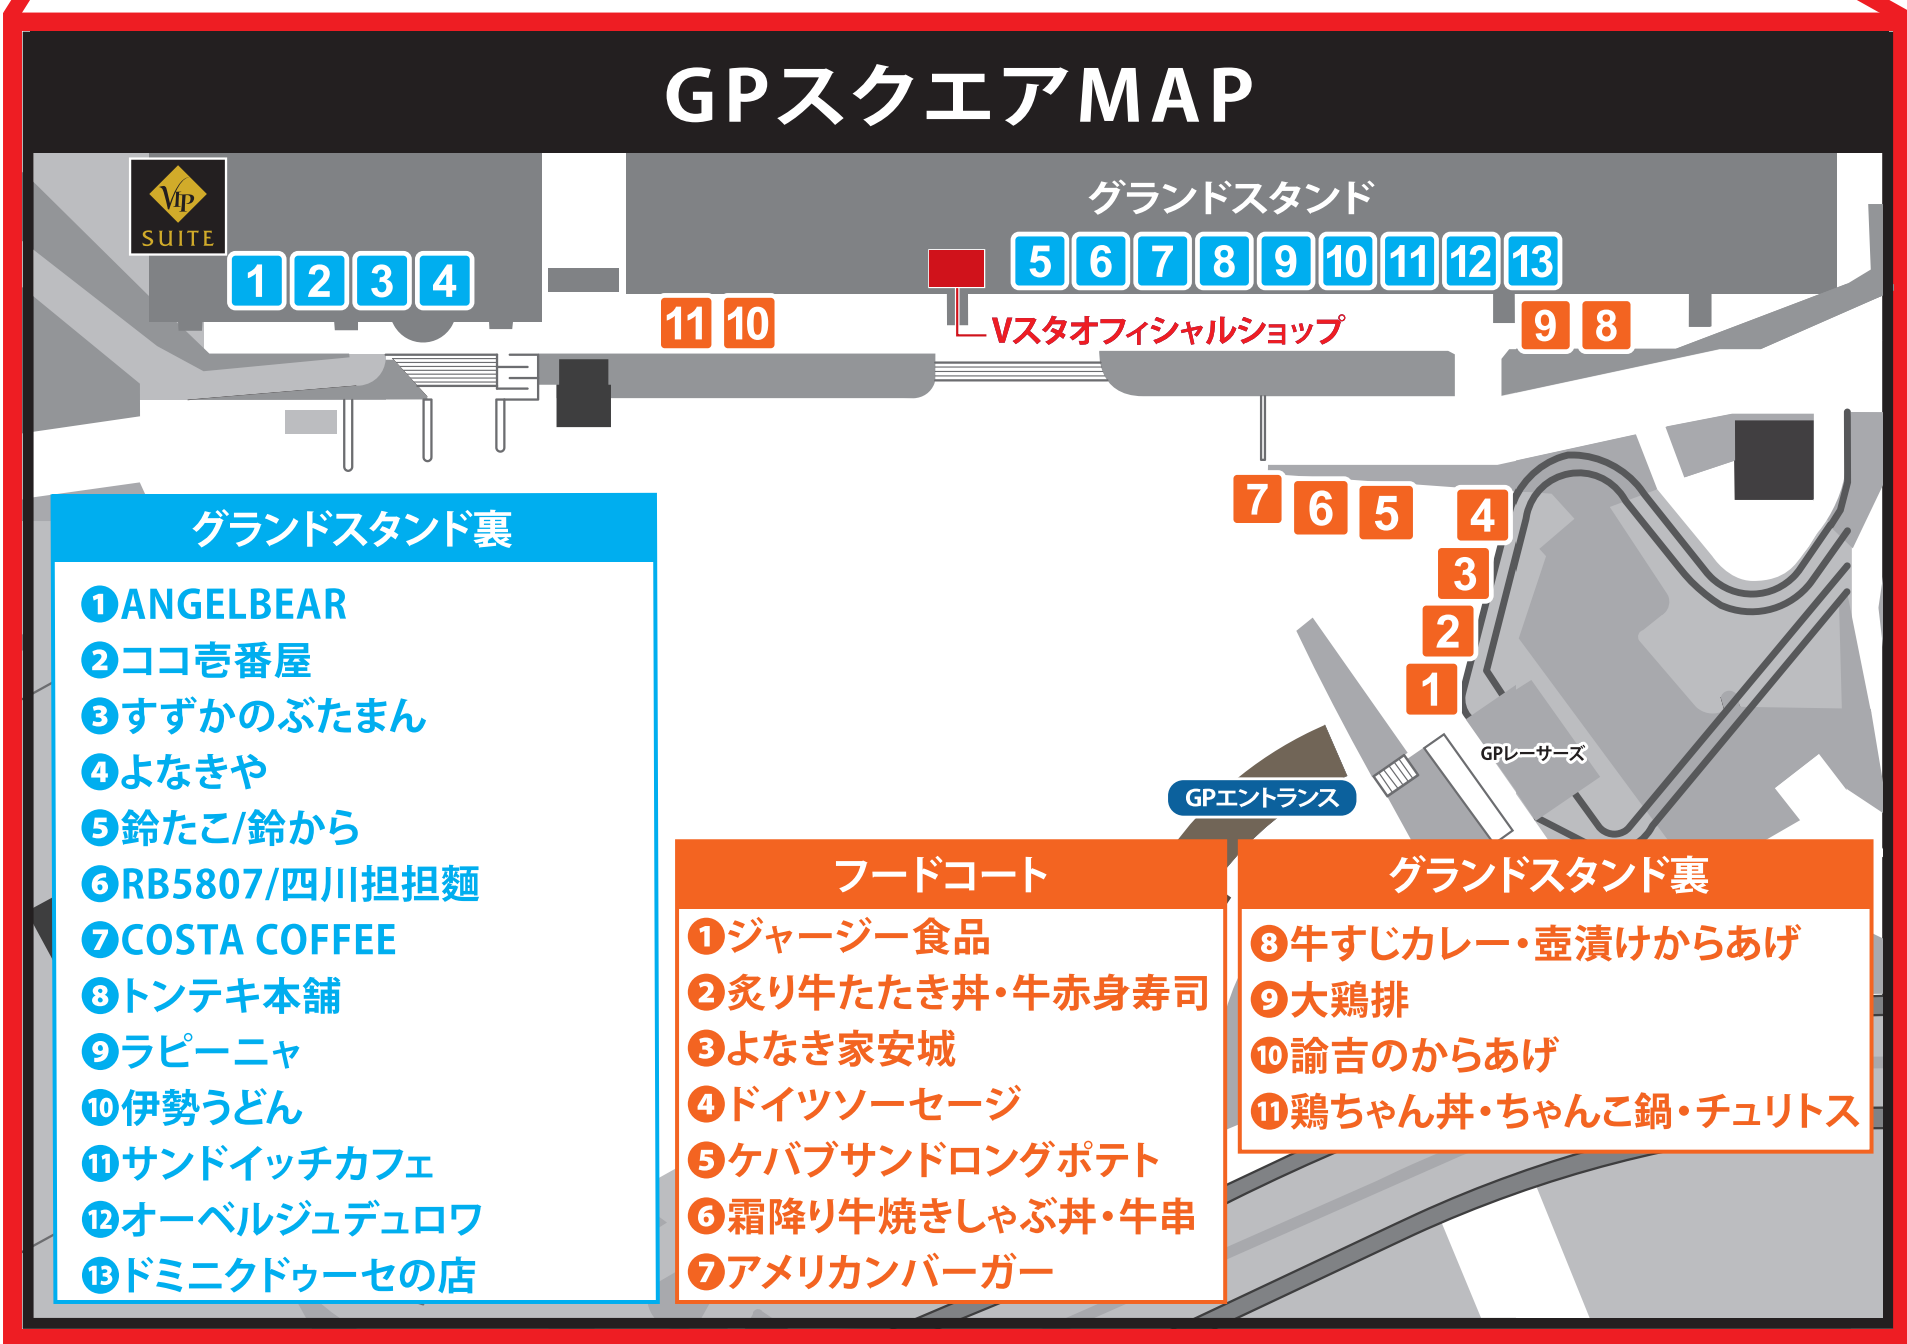 GPスクエアMAP
VIP
SUITE
グランドスタンド
1 2 3 4
5 6 7 8 9 10 11 12 13
11 10
Vスタオフィシャルショップ
9 8
7 6 5 4
3
2
1
GPレーサーズ
GPエントランス
グランドスタンド裏
❶ANGELBEAR
❷ココ壱番屋
❸すずかのぶたまん
❹よなきや
❺鈴たこ/鈴から
❻RB5807/四川担担麺
❼COSTA COFFEE
❽トンテキ本舗
❾ラピーニャ
❿伊勢うどん
⓫サンドイッチカフェ
⓬オーベルジュデュロワ
⓭ドミニクドゥーセの店
フードコート
❶ジャージー食品
❷炙り牛たたき丼・牛赤身寿司
❸よなき家安城
❹ドイツソーセージ
❺ケバブサンドロングポテト
❻霜降り牛焼きしゃぶ丼・牛串
❼アメリカンバーガー
グランドスタンド裏
❽牛すじカレー・壺漬けからあげ
❾大鶏排
❿諭吉のからあげ
⓫鶏ちゃん丼・ちゃんこ鍋・チュリトス